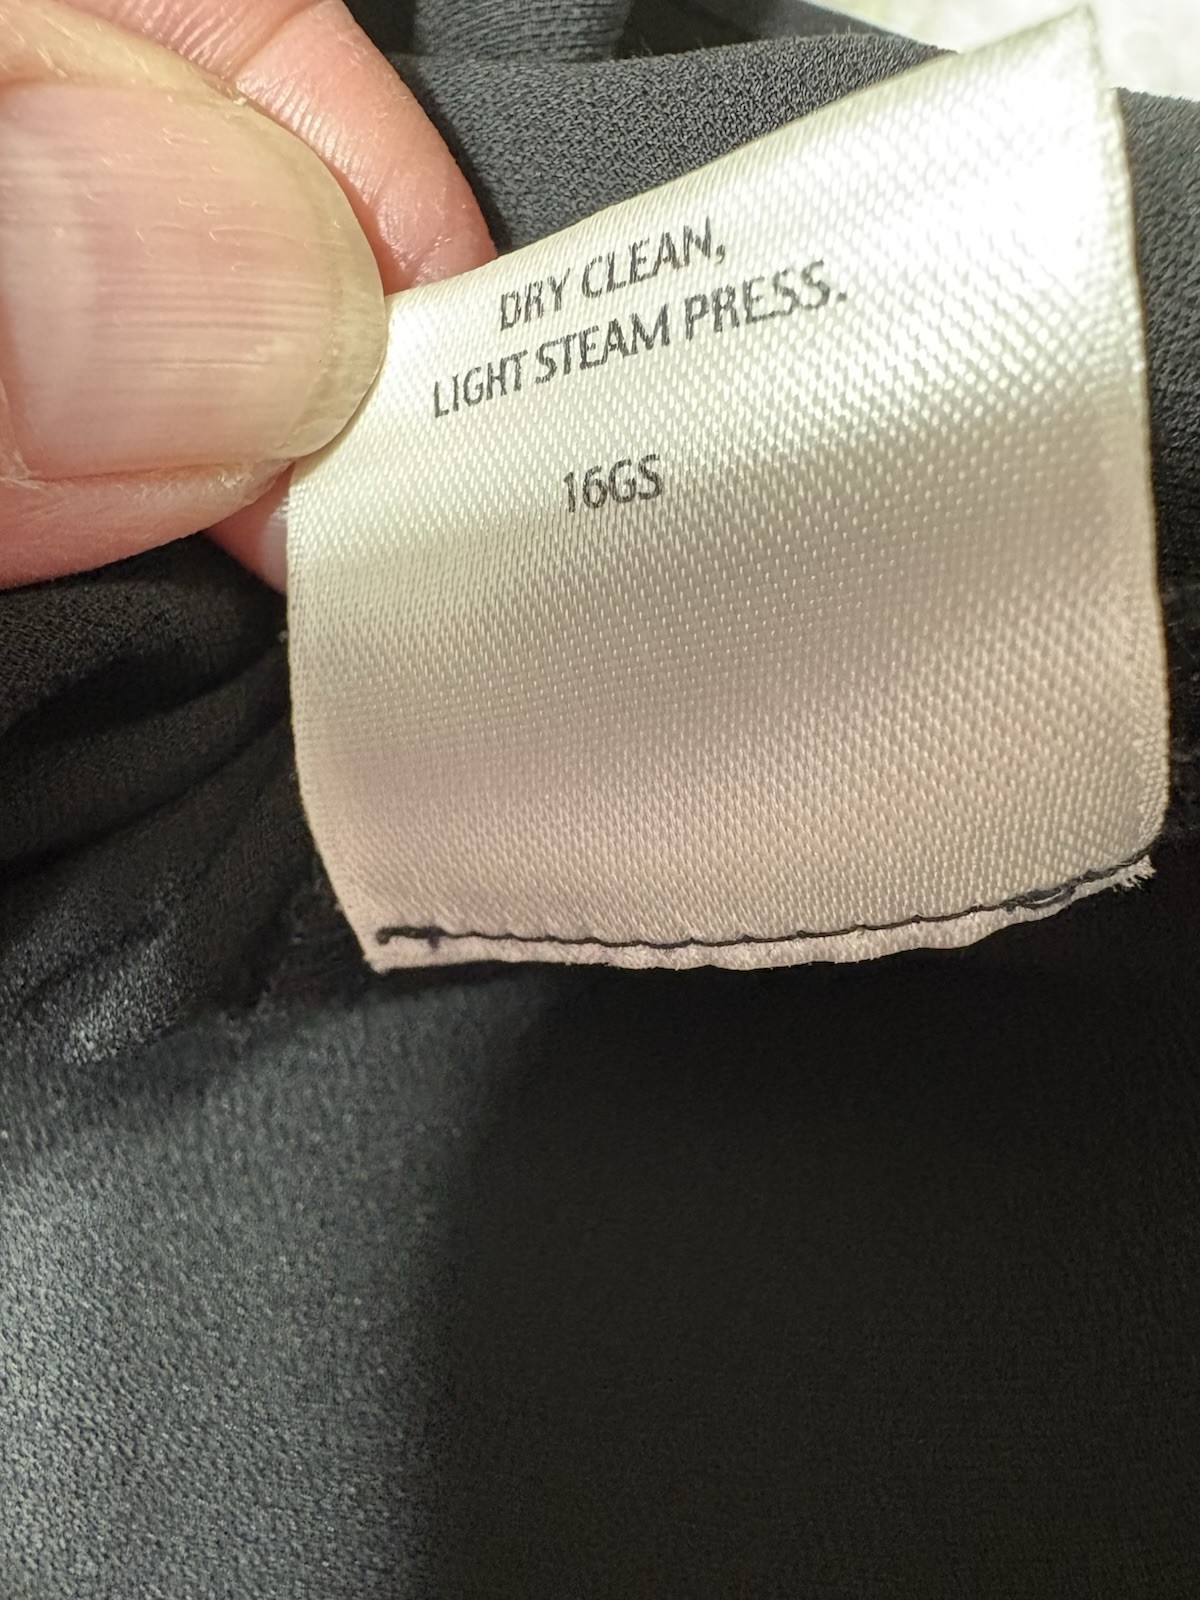 DRY CLEAN,
LIGHT STEAM PRESS.
16GS